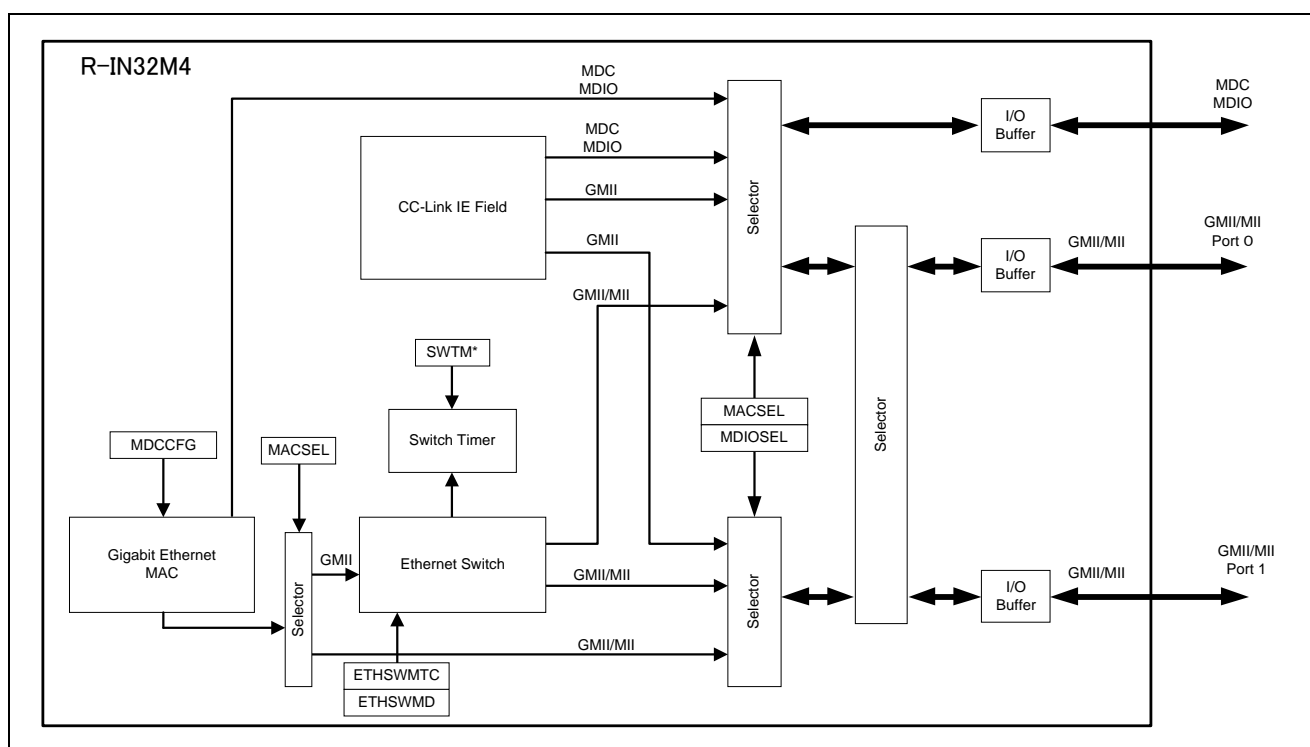 R-IN32M4
MDC
MDIO
MDC
MDIO
I/O
Buffer
MDC
MDIO
CC-Link IE Field
GMII
Selector
GMII
GMII/MII
Port 0
GMII/MII
I/O
Buffer
GMII/MII
SWTM*
Selector
MACSEL
MDIOSEL
Switch Timer
MDCCFG
MACSEL
Gigabit Ethernet
MAC
Selector
GMII
Ethernet Switch
GMII/MII
Selector
GMII/MII
I/O
Buffer
GMII/MII
Port 1
GMII/MII
ETHSWMTC
ETHSWMD